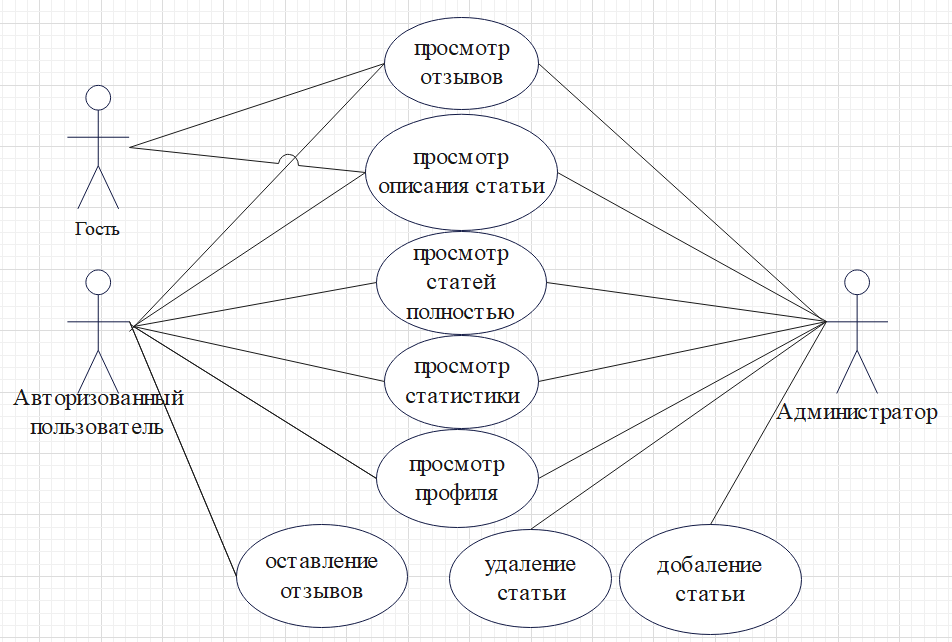 просмотр
отзывов
просмотр
описания статьи
Гость
просмотр
статей
полностью
просмотр
статистики
Авторизованный
пользователь
Администратор
просмотр
профиля
оставление
отзывов
удаление
статьи
добаление
статьи